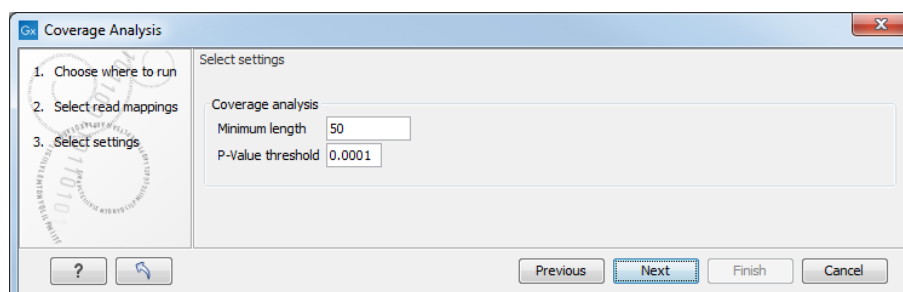 Gx Coverage Analysis
Select settings
1. Choose where to run
2. Select read mappings
3. Select settings
Coverage analysis
Minimum length 50
P-Value threshold 0.0001
? Previous Next Finish Cancel